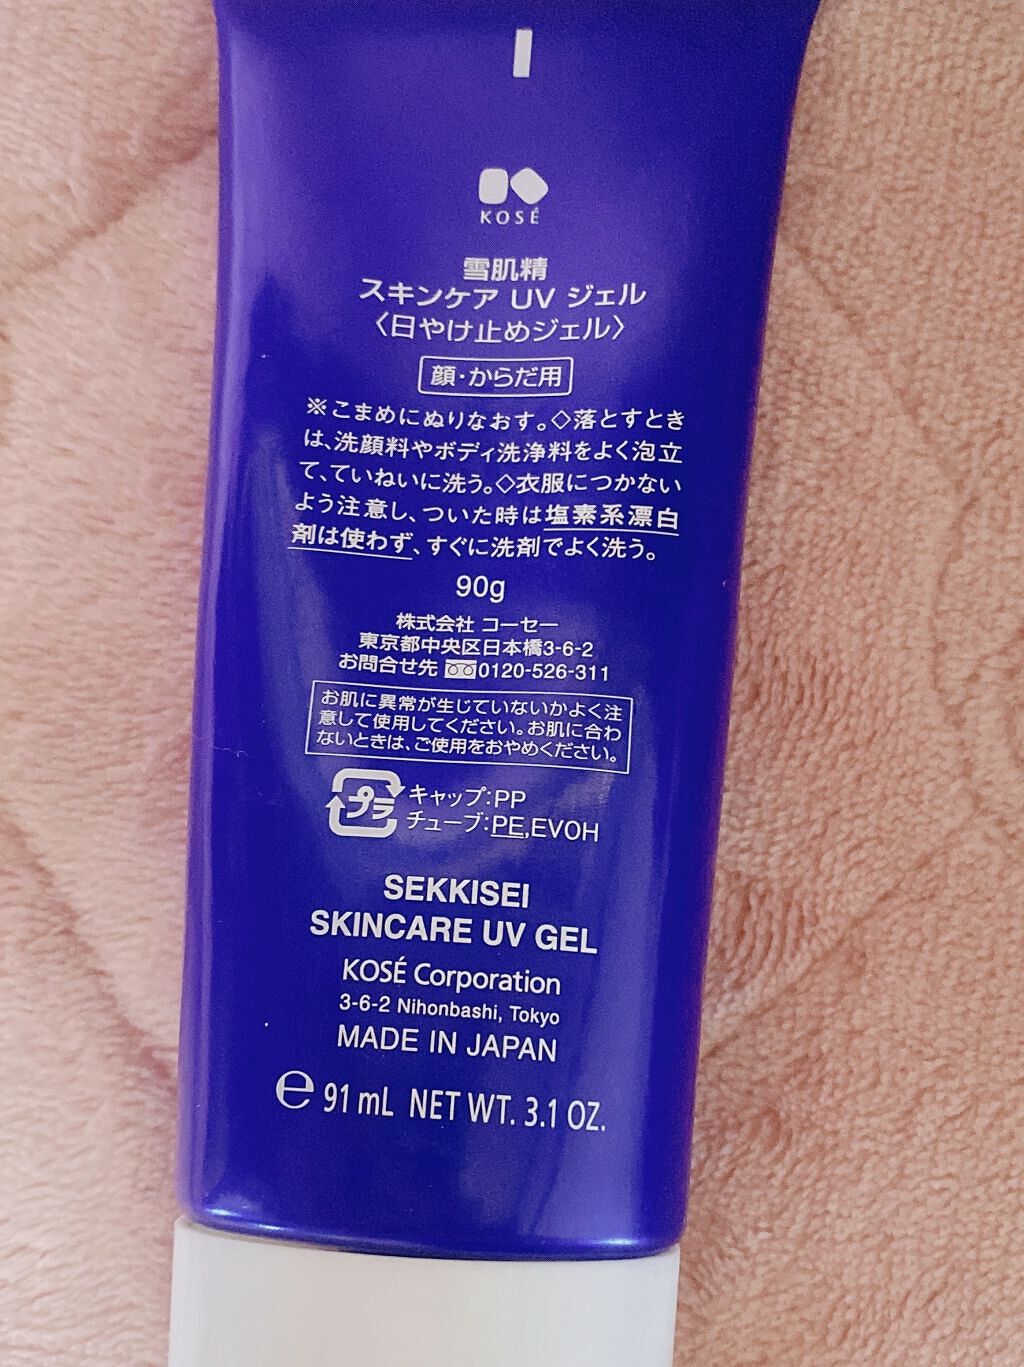 KOSÉ
雪肌精
スキンケア UV ジェル
〈日やけ止めジェル〉
顔・からだ用
※こまめにぬりなおす。◇落とすとき
は、洗顔料やボディ洗浄料をよく泡立
て、ていねいに洗う。◇衣服につかない
よう注意し、ついた時は塩素系漂白
剤は使わず、すぐに洗剤でよく洗う。
90g
株式会社 コーセー
東京都中央区日本橋3-6-2
お問合せ先 0120-526-311
お肌に異常が生じていないかよく注
意して使用してください。お肌に合わ
ないときは、ご使用をおやめください。
プラ
キャップ:PP
チューブ:PE,EVOH
SEKKISEI
SKINCARE UV GEL
KOSÉ Corporation
3-6-2 Nihonbashi, Tokyo
MADE IN JAPAN
℮ 91 mL NET WT. 3.1 OZ.